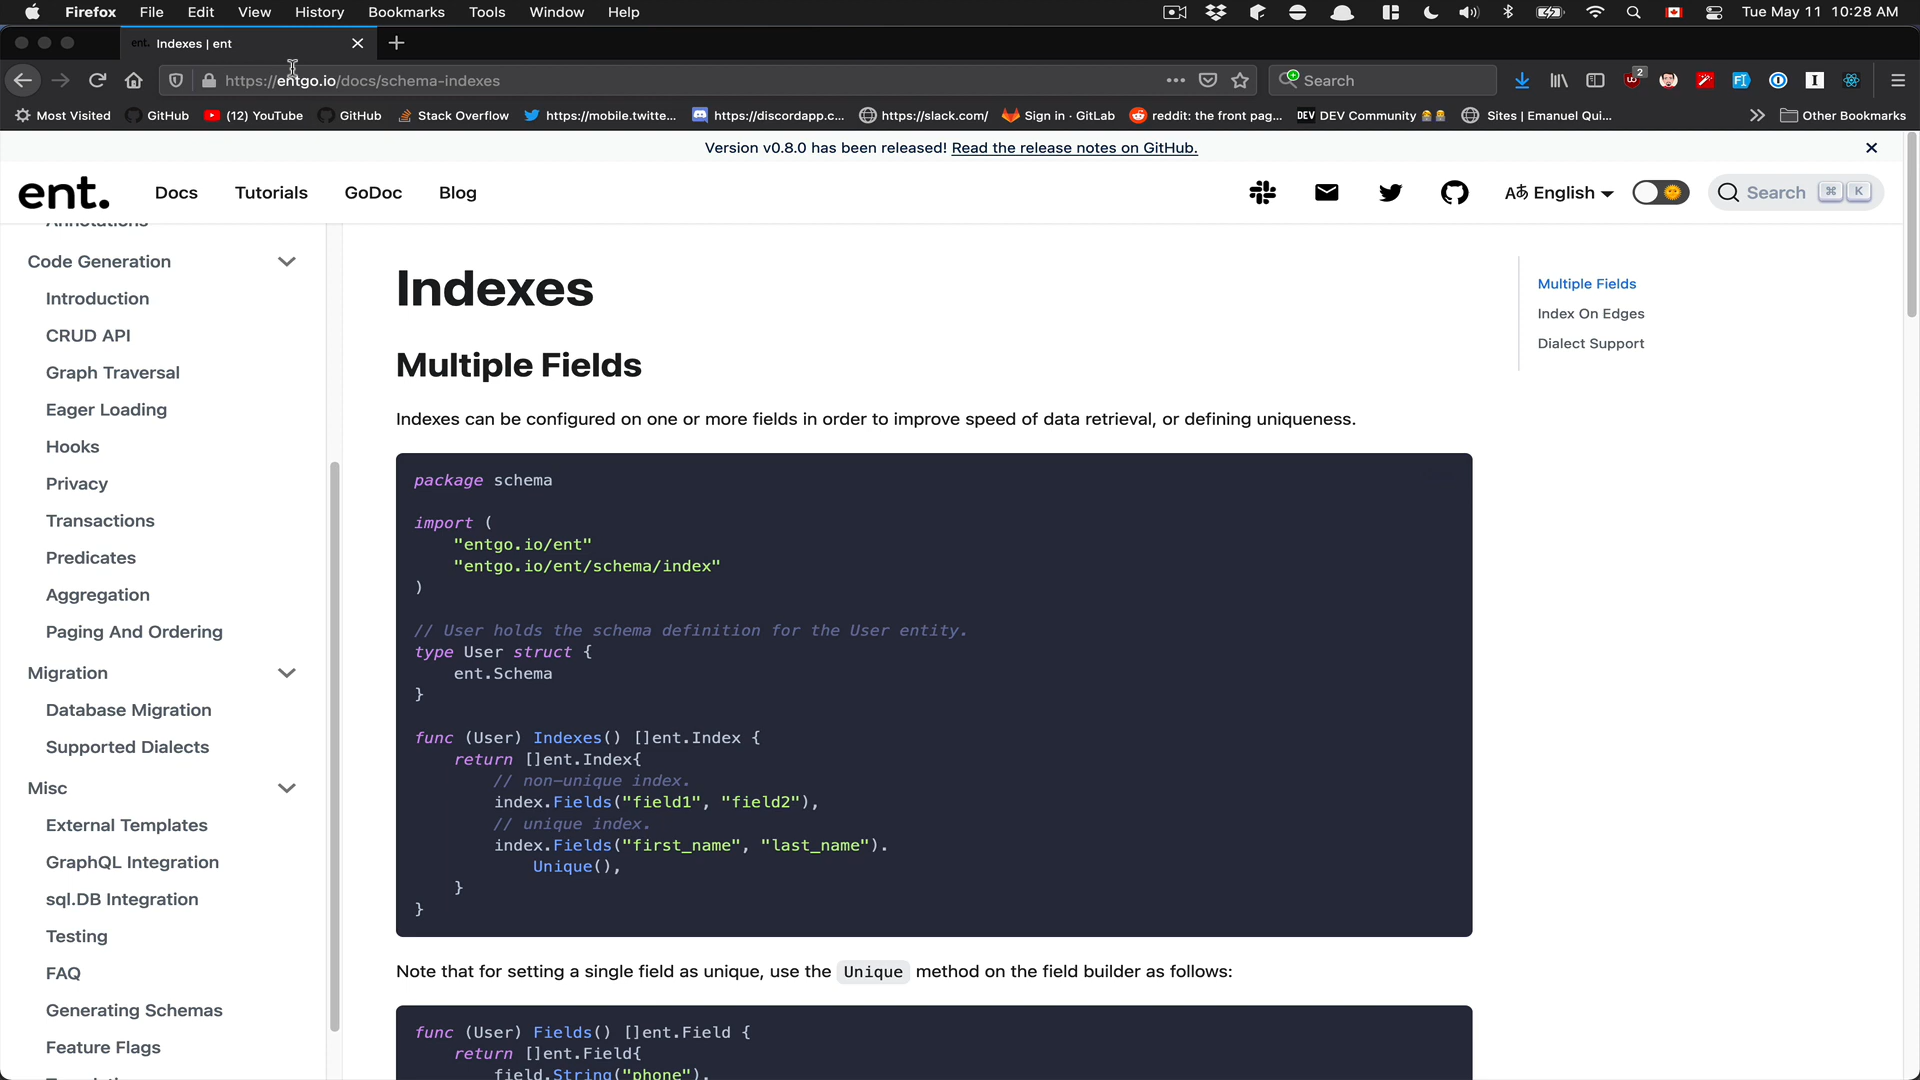 Firefox File Edit View History Bookmarks Tools Window Help
2
Tue May 11 10:28 AM
ent. Indexes | ent
https://entgo.io/docs/schema-indexes
Search
Most Visited GitHub (12) YouTube GitHub Stack Overflow https://mobile.twitte... https://discordapp.c... https://slack.com/ Sign in · GitLab reddit: the front pag... DEV DEV Community Sites | Emanuel Qui... Other Bookmarks
Version v0.8.0 has been released! Read the release notes on GitHub.
ent. Docs Tutorials GoDoc Blog English Search ⌘ K
Annotations
Code Generation
Introduction
CRUD API
Graph Traversal
Eager Loading
Hooks
Privacy
Transactions
Predicates
Aggregation
Paging And Ordering
Migration
Database Migration
Supported Dialects
Misc
External Templates
GraphQL Integration
sql.DB Integration
Testing
FAQ
Generating Schemas
Feature Flags
Indexes
Multiple Fields
Indexes can be configured on one or more fields in order to improve speed of data retrieval, or defining uniqueness.
package schema
import (
"entgo.io/ent"
"entgo.io/ent/schema/index"
)
// User holds the schema definition for the User entity.
type User struct {
ent.Schema
}
func (User) Indexes() []ent.Index {
return []ent.Index{
// non-unique index.
index.Fields("field1", "field2"),
// unique index.
index.Fields("first_name", "last_name").
Unique(),
}
}
Note that for setting a single field as unique, use the Unique method on the field builder as follows:
func (User) Fields() []ent.Field {
return []ent.Field{
field.String("phone").
Multiple Fields
Index On Edges
Dialect Support